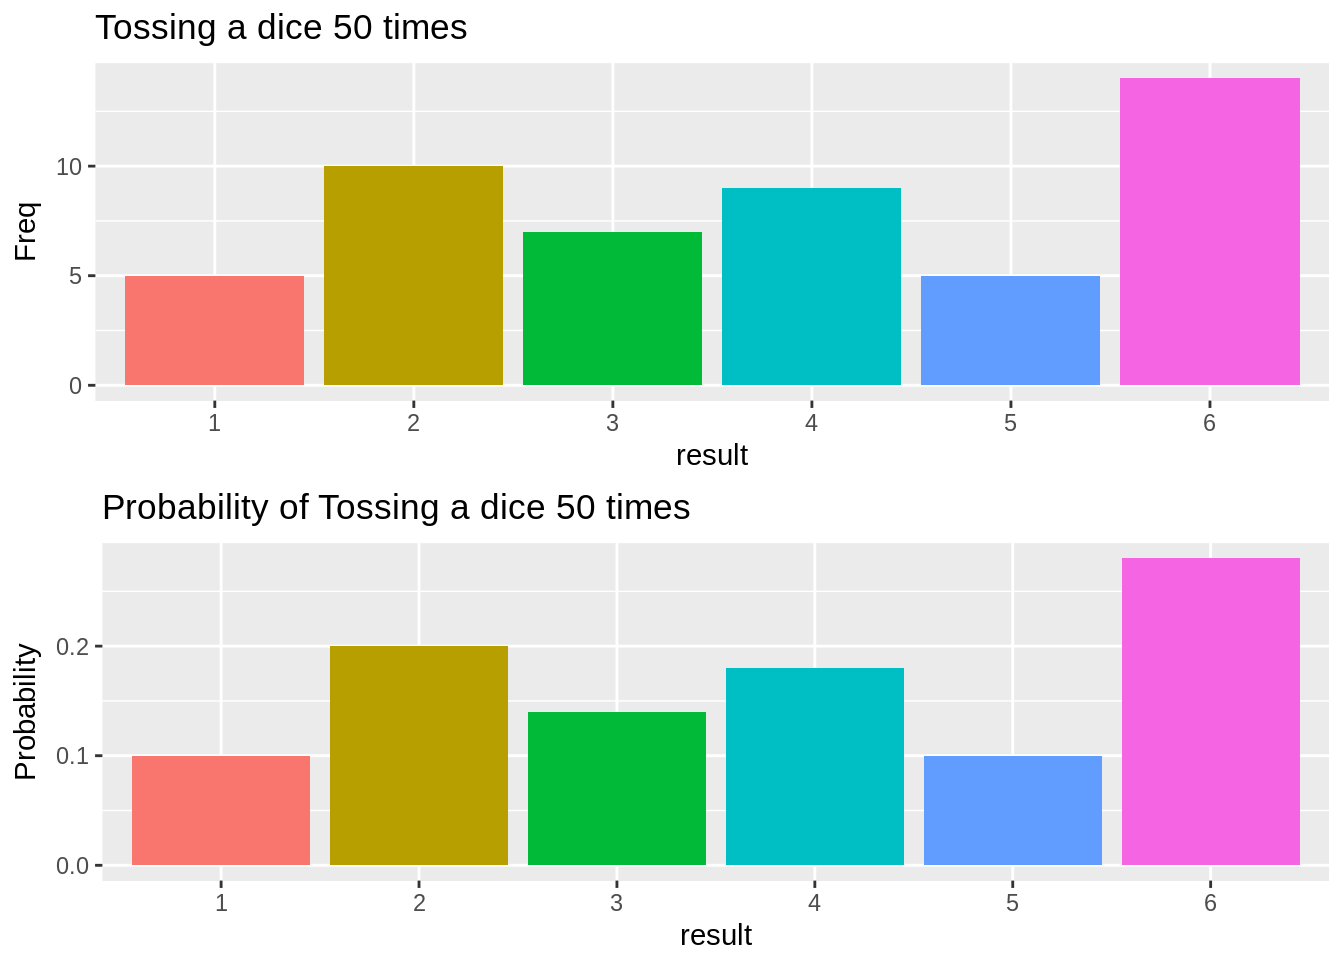 Tossing a dice 50 times
10
5
0
Freq
1 2 3 4 5 6
result
Probability of Tossing a dice 50 times
0.2
0.1
0.0
Probability
1 2 3 4 5 6
result